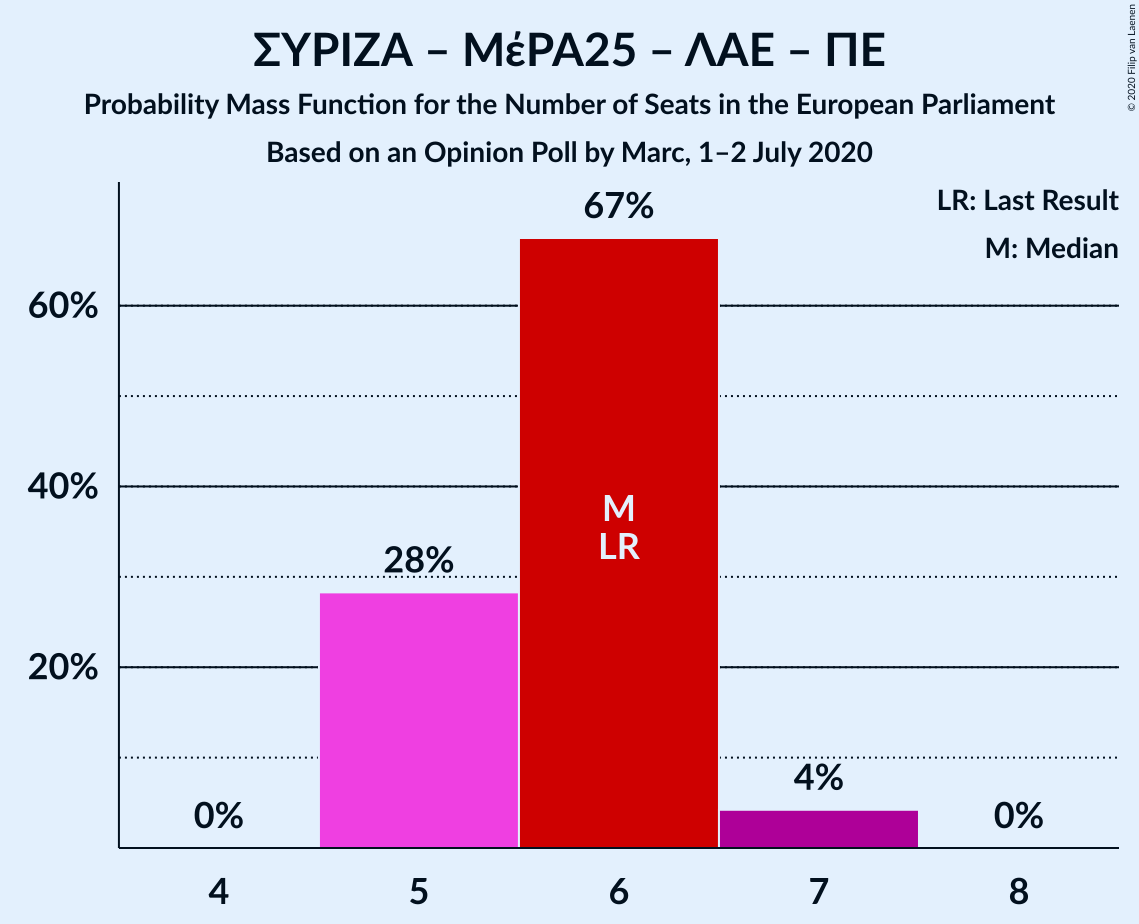 ΣΥΡΙΖΑ – ΜέΡΑ25 – ΛΑΕ – ΠΕ
Probability Mass Function for the Number of Seats in the European Parliament
Based on an Opinion Poll by Marc, 1–2 July 2020
© 2020 Filip van Laenen
LR: Last Result
M: Median
67%
60%
40%
M
LR
28%
20%
4%
0%
0%
4
5
6
7
8